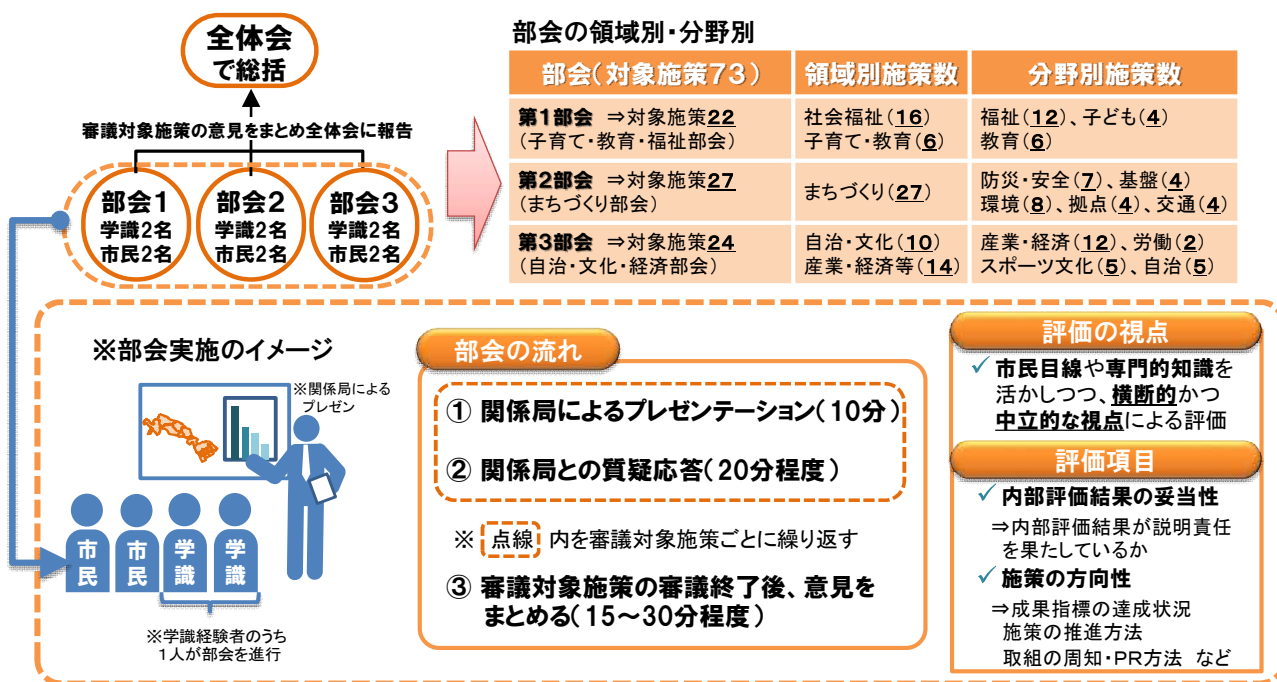 全体会
で総括
審議対象施策の意見をまとめ全体会に報告
部会1
学識2名
市民2名
部会2
学識2名
市民2名
部会3
学識2名
市民2名
部会の領域別・分野別
部会(対象施策73) 領域別施策数 分野別施策数
第1部会 ⇒対象施策22
(子育て・教育・福祉部会)
社会福祉(16)
子育て・教育(6)
福祉(12)、子ども(4)
教育(6)
第2部会 ⇒対象施策27
(まちづくり部会)
まちづくり(27)
防災・安全(7)、基盤(4)
環境(8)、拠点(4)、交通(4)
第3部会 ⇒対象施策24
(自治・文化・経済部会)
自治・文化(10)
産業・経済等(14)
産業・経済(12)、労働(2)
スポーツ文化(5)、自治(5)
※部会実施のイメージ
※関係局による
プレゼン
市民
市民
学識
学識
※学識経験者のうち
1人が部会を進行
部会の流れ
① 関係局によるプレゼンテーション(10分)
② 関係局との質疑応答(20分程度)
※ 点線 内を審議対象施策ごとに繰り返す
③ 審議対象施策の審議終了後、意見を
まとめる(15～30分程度)
評価の視点
✓ 市民目線や専門的知識を
活かしつつ、横断的かつ
中立的な視点による評価
評価項目
✓ 内部評価結果の妥当性
⇒内部評価結果が説明責任
を果たしているか
✓ 施策の方向性
⇒成果指標の達成状況
施策の推進方法
取組の周知・PR方法 など